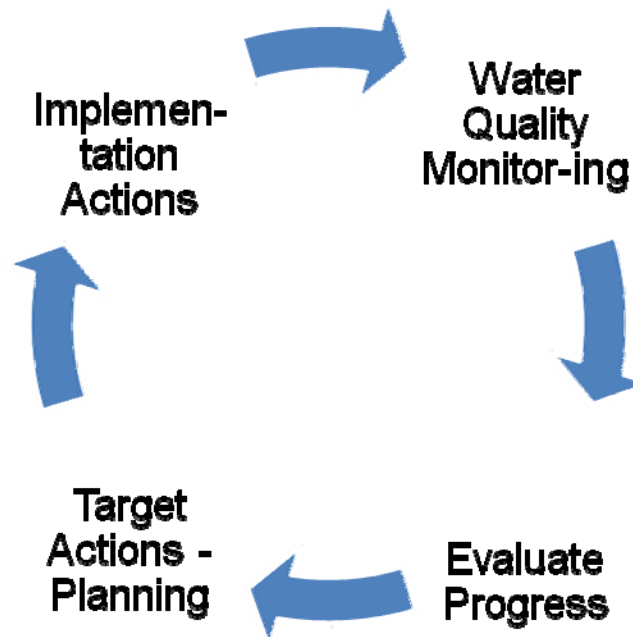 Implemen-
tation
Actions
Water
Quality
Monitor-ing
Target
Actions -
Planning
Evaluate
Progress